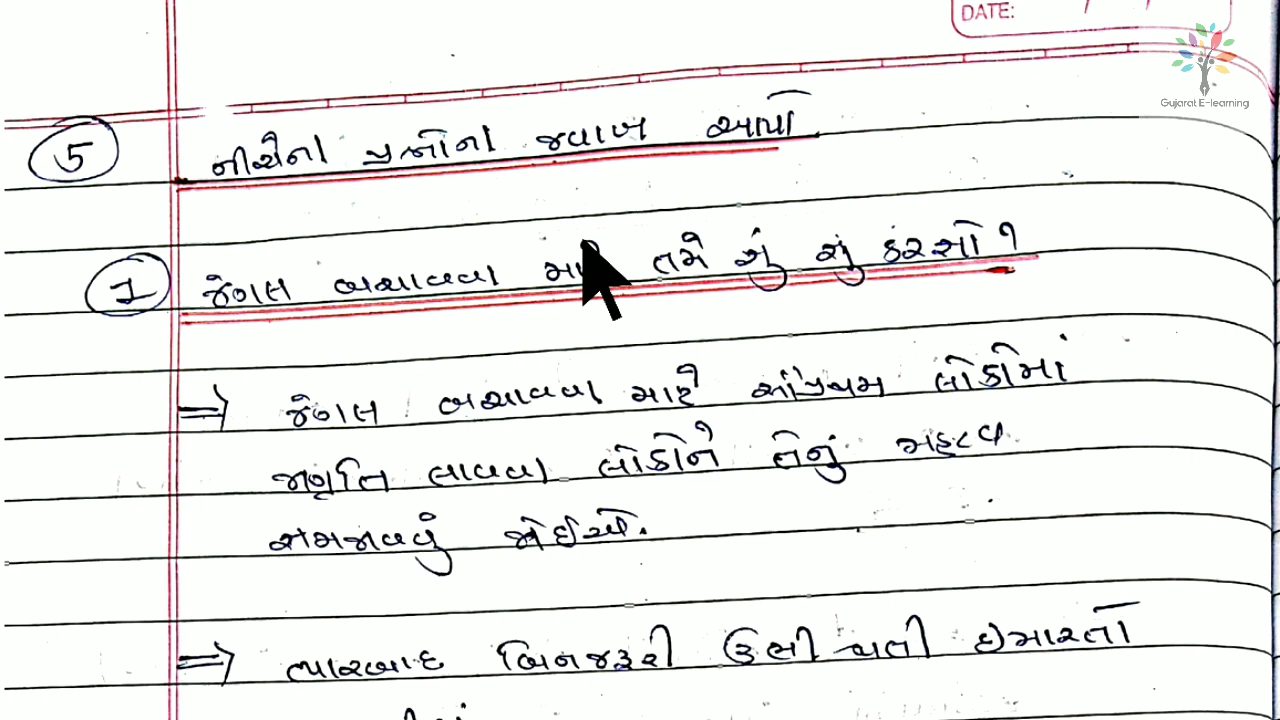 DATE:
Gujarat E-learning
5 નીચેના પ્રશ્નોના જવાબ આપો
1 જંગલ બચાવવા તમે શું શું કરશો?
⇒ જંગલ બચાવવા માટે સૌપ્રથમ લોકોમાં
જાગૃતિ લાવવા લોકોને તેનું મહત્વ
સમજાવવું જોઈએ.
⇒ ત્યારબાદ બિનજરૂરી ઉભી થતી ઇમારતો